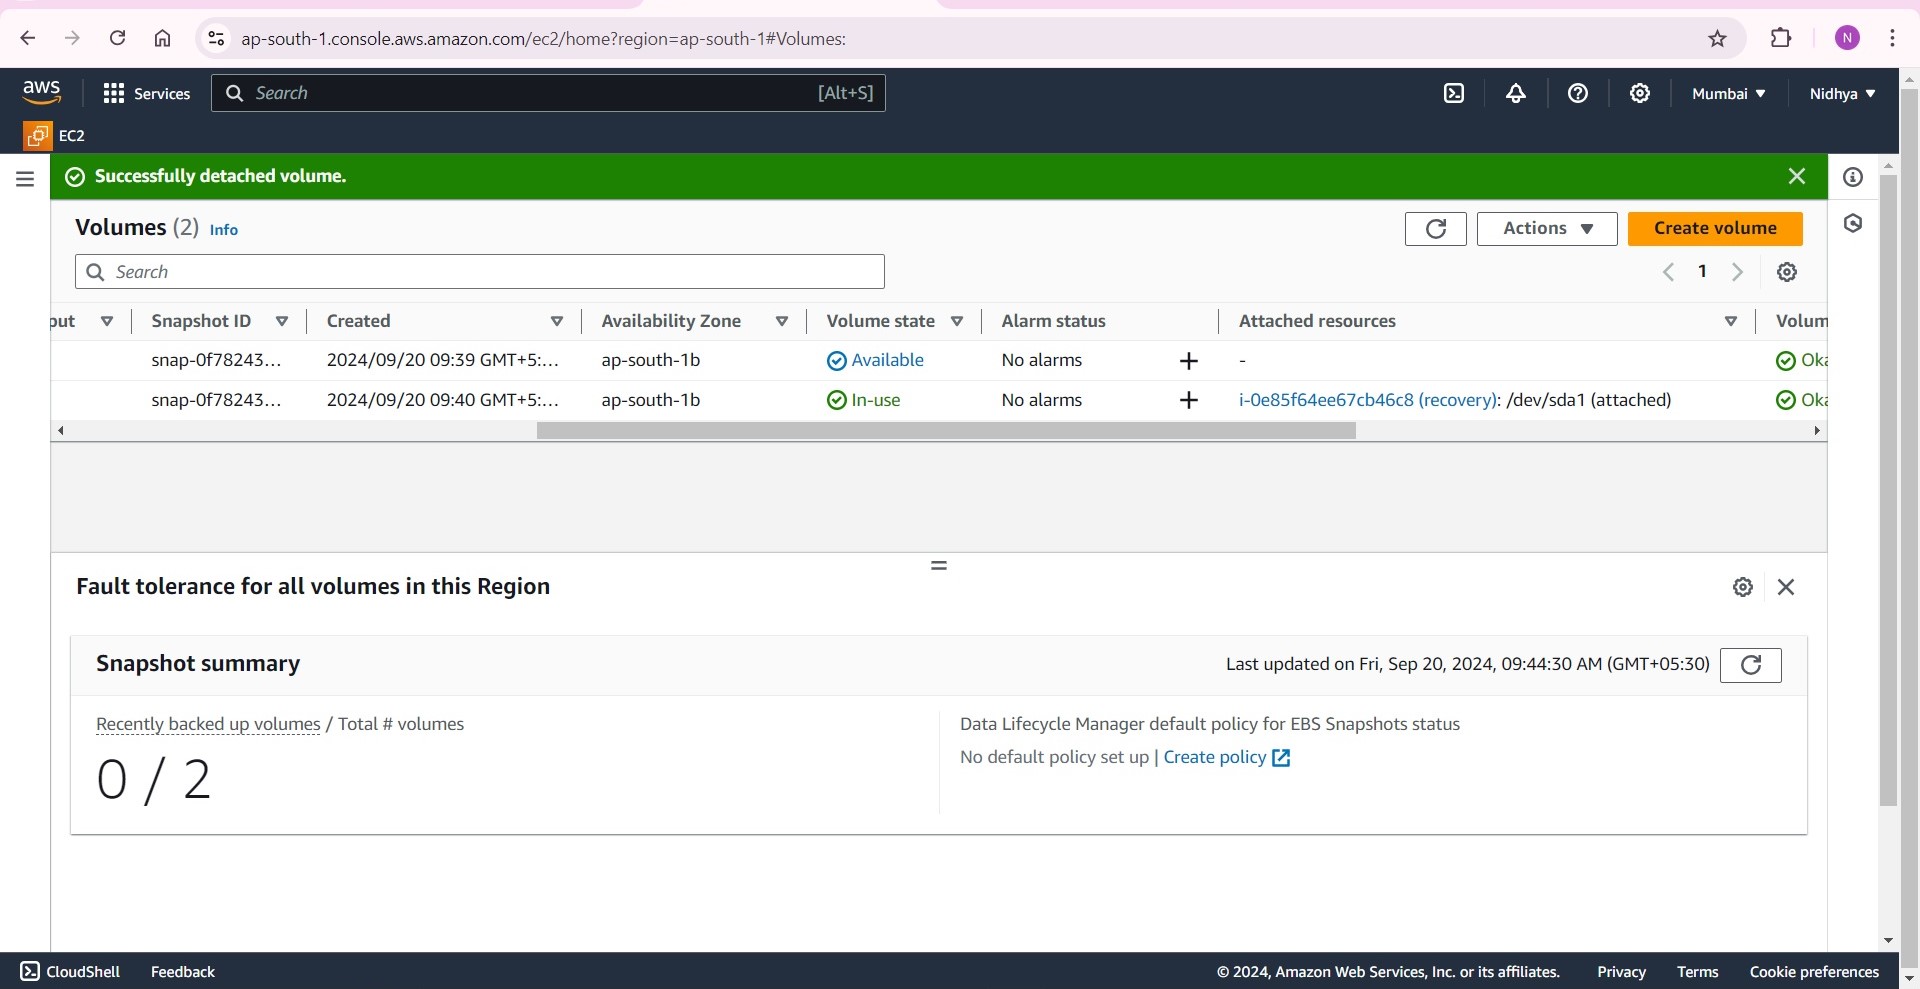 ap-south-1.console.aws.amazon.com/ec2/home?region=ap-south-1#Volumes:
N
aws
Services
Search
[Alt+S]
Mumbai
Nidhya
EC2
Successfully detached volume.
Volumes (2) Info
Actions
Create volume
Search
1
put Snapshot ID Created Availability Zone Volume state Alarm status Attached resources Volum
snap-0f78243... 2024/09/20 09:39 GMT+5:... ap-south-1b Available No alarms + - Oka
snap-0f78243... 2024/09/20 09:40 GMT+5:... ap-south-1b In-use No alarms + i-0e85f64ee67cb46c8 (recovery): /dev/sda1 (attached) Oka
Fault tolerance for all volumes in this Region
Snapshot summary
Last updated on Fri, Sep 20, 2024, 09:44:30 AM (GMT+05:30)
Recently backed up volumes / Total # volumes
0 / 2
Data Lifecycle Manager default policy for EBS Snapshots status
No default policy set up | Create policy
CloudShell Feedback © 2024, Amazon Web Services, Inc. or its affiliates. Privacy Terms Cookie preferences